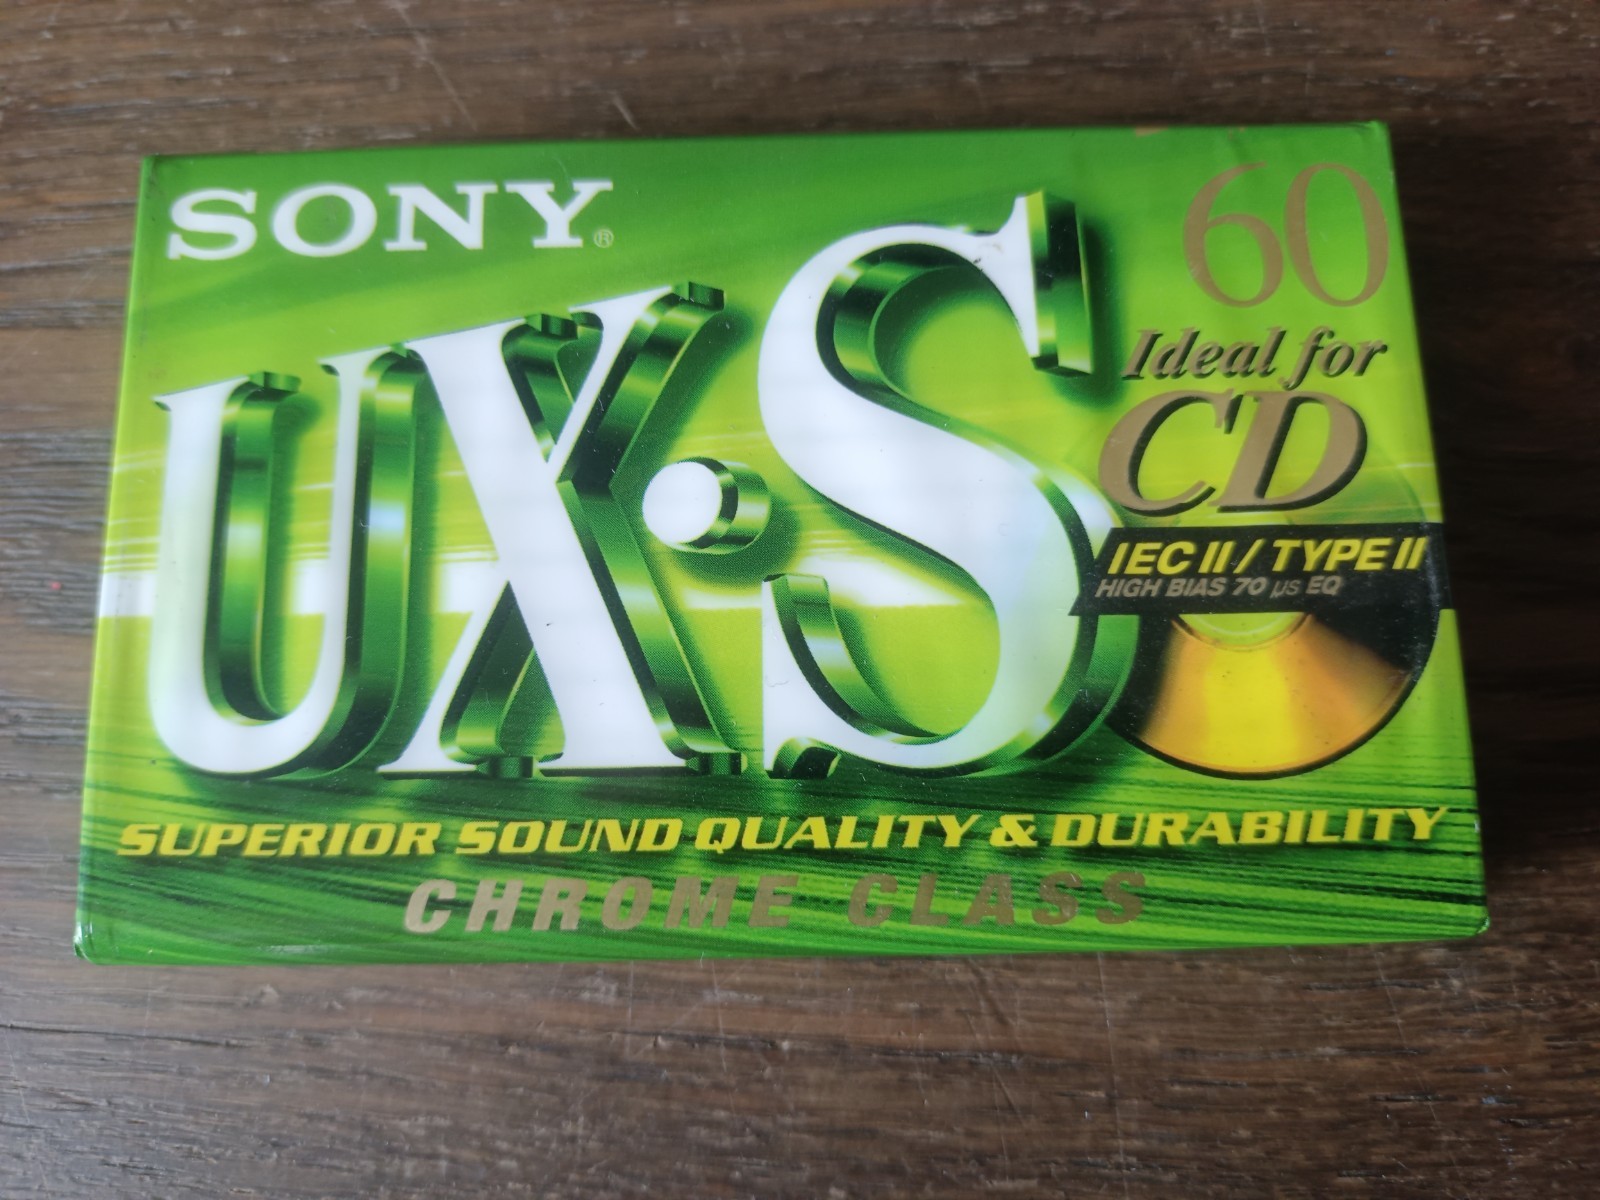 SONY®
60
UX·S
Ideal for
CD
IEC II / TYPE II
HIGH BIAS 70 µs EQ
SUPERIOR SOUND QUALITY & DURABILITY
CHROME CLASS